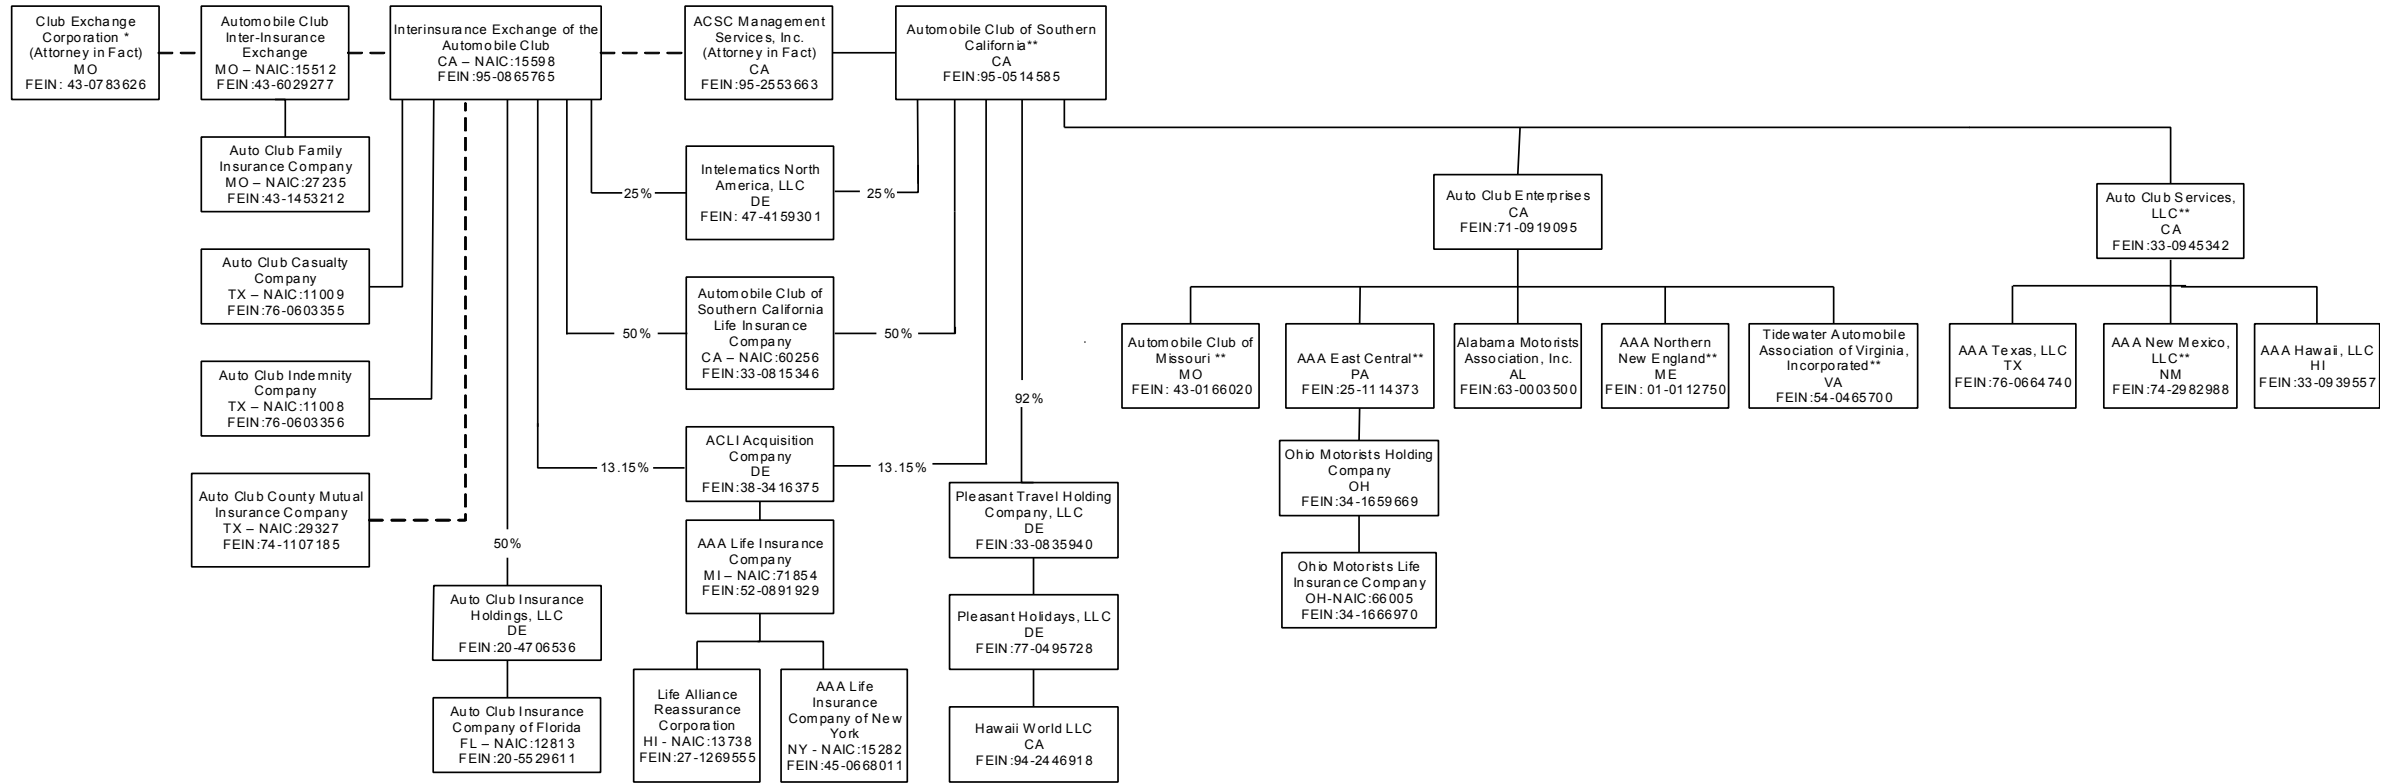 Club Exchange
Corporation *
(Attorney in Fact)
MO
FEIN: 43-0783626
Automobile Club
Inter-Insurance
Exchange
MO – NAIC:15512
FEIN:43-6029277
Interinsurance Exchange of the
Automobile Club
CA – NAIC:15598
FEIN:95-0865765
ACSC Management
Services, Inc.
(Attorney in Fact)
CA
FEIN:95-2553663
Automobile Club of Southern
California**
CA
FEIN:95-0514585
Auto Club Family
Insurance Company
MO – NAIC:27235
FEIN:43-1453212
Auto Club Casualty
Company
TX – NAIC:11009
FEIN:76-0603355
Auto Club Indemnity
Company
TX – NAIC:11008
FEIN:76-0603356
Auto Club County Mutual
Insurance Company
TX – NAIC:29327
FEIN:74-1107185
50%
Auto Club Insurance
Holdings, LLC
DE
FEIN:20-4706536
Auto Club Insurance
Company of Florida
FL – NAIC:12813
FEIN:20-5529611
25%
Intelematics North
America, LLC
DE
FEIN: 47-4159301
25%
50%
Automobile Club of
Southern California
Life Insurance
Company
CA – NAIC:60256
FEIN:33-0815346
50%
13.15%
ACLI Acquisition
Company
DE
FEIN:38-3416375
13.15%
AAA Life Insurance
Company
MI – NAIC:71854
FEIN:52-0891929
Life Alliance
Reassurance
Corporation
HI - NAIC:13738
FEIN:27-1269555
AAA Life
Insurance
Company of New
York
NY - NAIC:15282
FEIN:45-0668011
92%
Pleasant Travel Holding
Company, LLC
DE
FEIN:33-0835940
Pleasant Holidays, LLC
DE
FEIN:77-0495728
Hawaii World LLC
CA
FEIN:94-2446918
Auto Club Enterprises
CA
FEIN:71-0919095
Automobile Club of
Missouri **
MO
FEIN: 43-0166020
AAA East Central**
PA
FEIN:25-1114373
Alabama Motorists
Association, Inc.
AL
FEIN:63-0003500
AAA Northern
New England**
ME
FEIN: 01-0112750
Tidewater Automobile
Association of Virginia,
Incorporated**
VA
FEIN:54-0465700
Ohio Motorists Holding
Company
OH
FEIN:34-1659669
Ohio Motorists Life
Insurance Company
OH-NAIC:66005
FEIN:34-1666970
Auto Club Services,
LLC**
CA
FEIN:33-0945342
AAA Texas, LLC
TX
FEIN:76-0664740
AAA New Mexico,
LLC**
NM
FEIN:74-2982988
AAA Hawaii, LLC
HI
FEIN:33-0939557